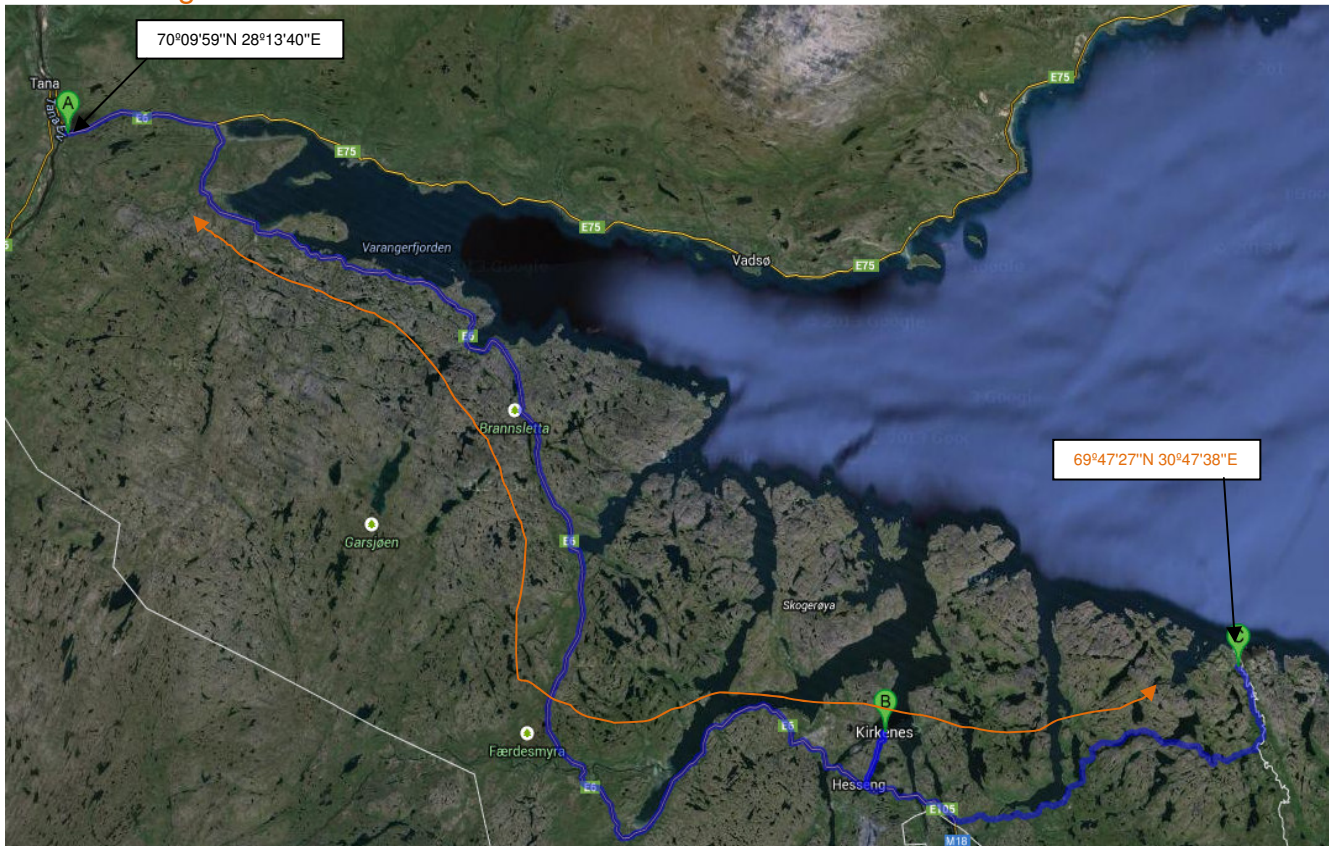 g
70º09'59"N 28º13'40"E
Tana
A
E6
E75
E75
E75
Vadsø
E75
Varangerfjorden
E6
Brannsletta
E6
Garsjøen
69º47'27"N 30º47'38"E
Skogerøya
C
B
Kirkenes
E6
Færdesmyra
E6
Hesseng
E105
M18